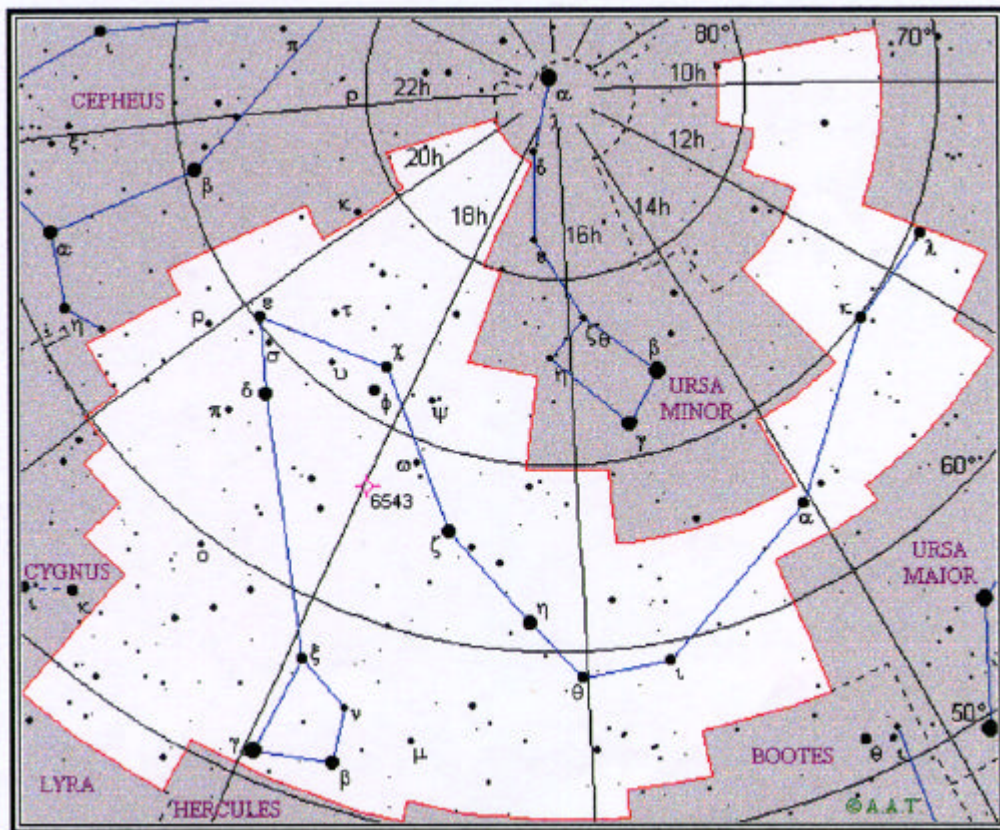 ι
π
80°
70°
CEPHEUS
ρ
22h
α
10h
ξ
λ
12h
20h
δ
β
κ
18h
14h
α
16h
ε
λ
η
ρ
ε
τ
ζ
θ
κ
σ
υ
χ
η
β
δ
φ
URSA
MINOR
π
ψ
γ
ω
60°
6543
α
ζ
ο
URSA
MAIOR
CYGNUS
ι
κ
η
ξ
θ
ι
ν
50°
γ
β
μ
BOOTES
θ
LYRA
HERCULES
©A.A.T